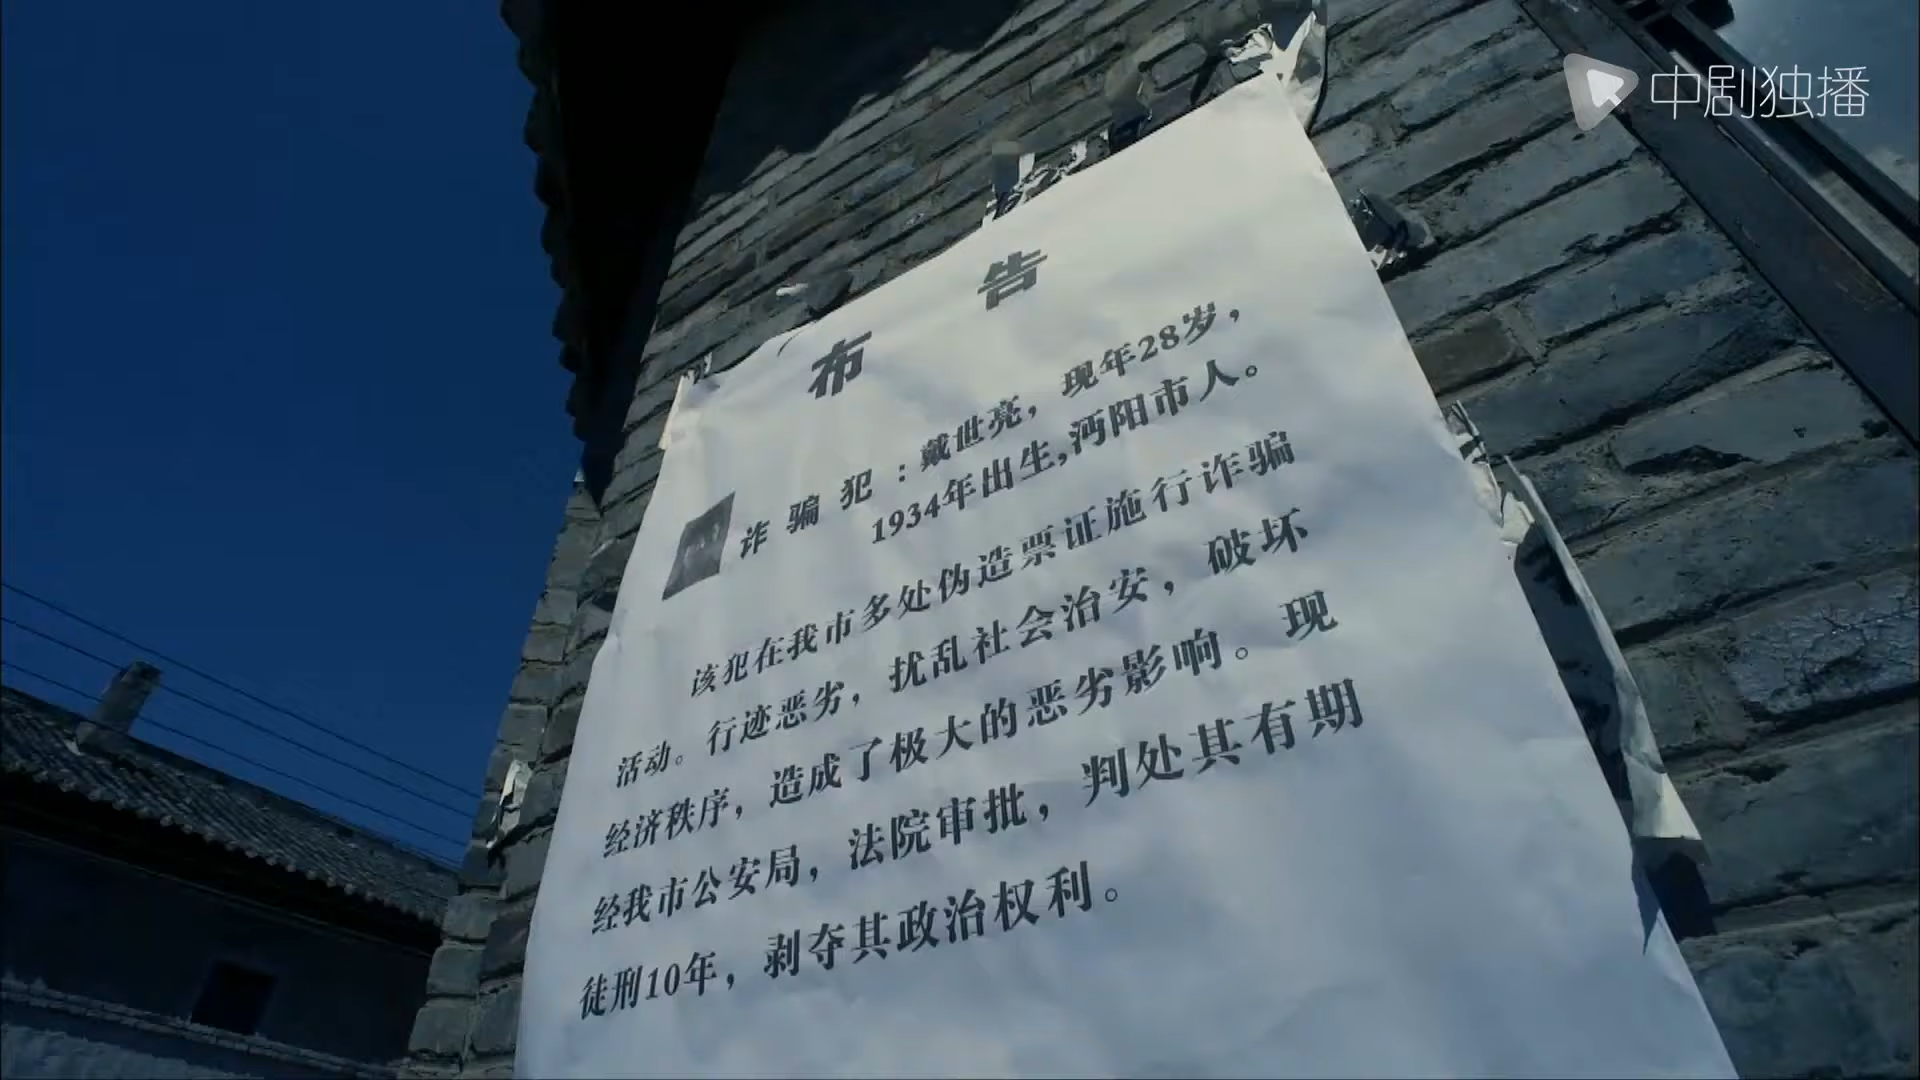 中剧独播
布 告
诈骗犯：戴世亮，现年28岁，
1934年出生,沔阳市人。
该犯在我市多处伪造票证施行诈骗
活动。行迹恶劣，扰乱社会治安，破坏
经济秩序，造成了极大的恶劣影响。现
经我市公安局，法院审批，判处其有期
徒刑10年，剥夺其政治权利。